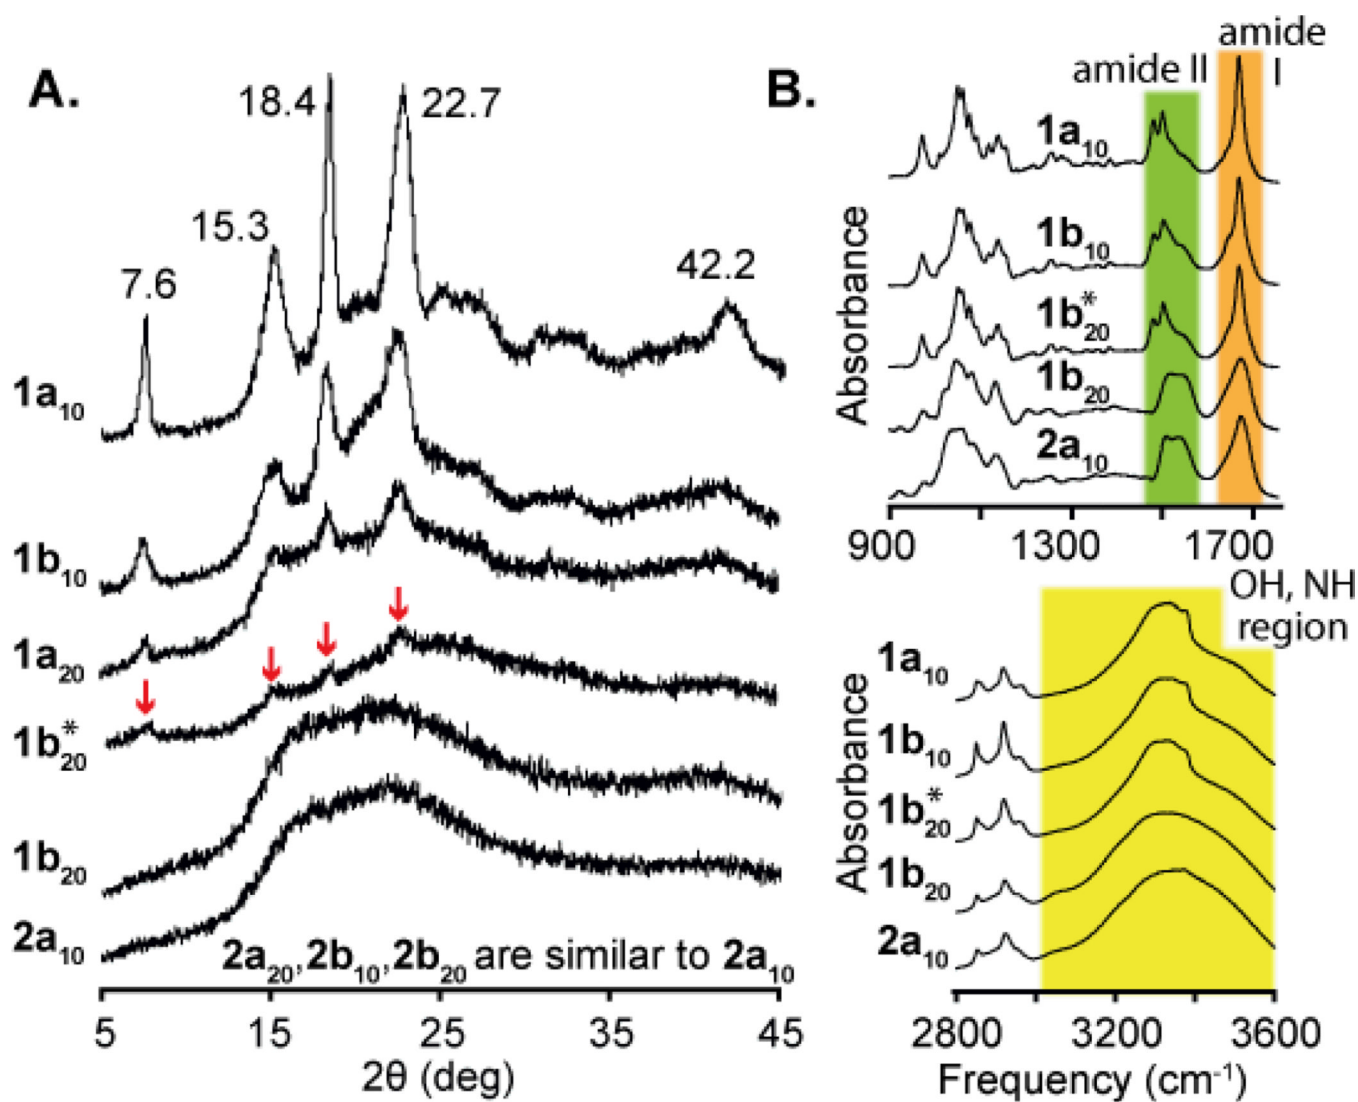 A.
18.4
22.7
15.3
7.6
42.2
1a10
1b10
1a20
1b*20
1b20
2a10
2a20, 2b10, 2b20 are similar to 2a10
5 15 25 35 45
2θ (deg)
B.
amide
amide II I
1a10
1b10
1b*20
1b20
2a10
Absorbance
900 1300 1700
OH, NH
region
1a10
1b10
1b*20
1b20
2a10
Absorbance
2800 3200 3600
Frequency (cm-1)